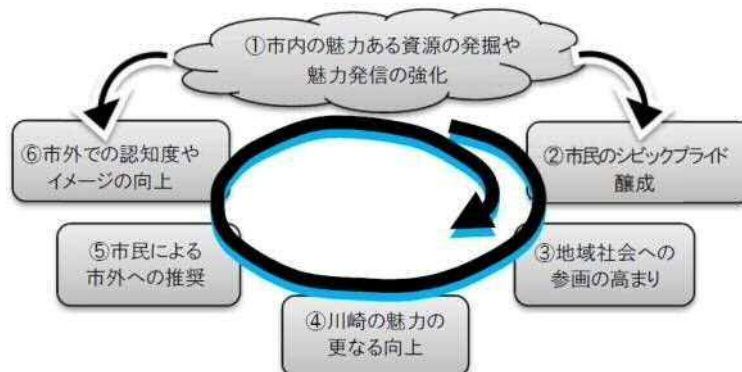 ①市内の魅力ある資源の発掘や
魅力発信の強化
②市民のシビックプライド
醸成
③地域社会への
参画の高まり
④川崎の魅力の
更なる向上
⑤市民による
市外への推奨
⑥市外での認知度や
イメージの向上